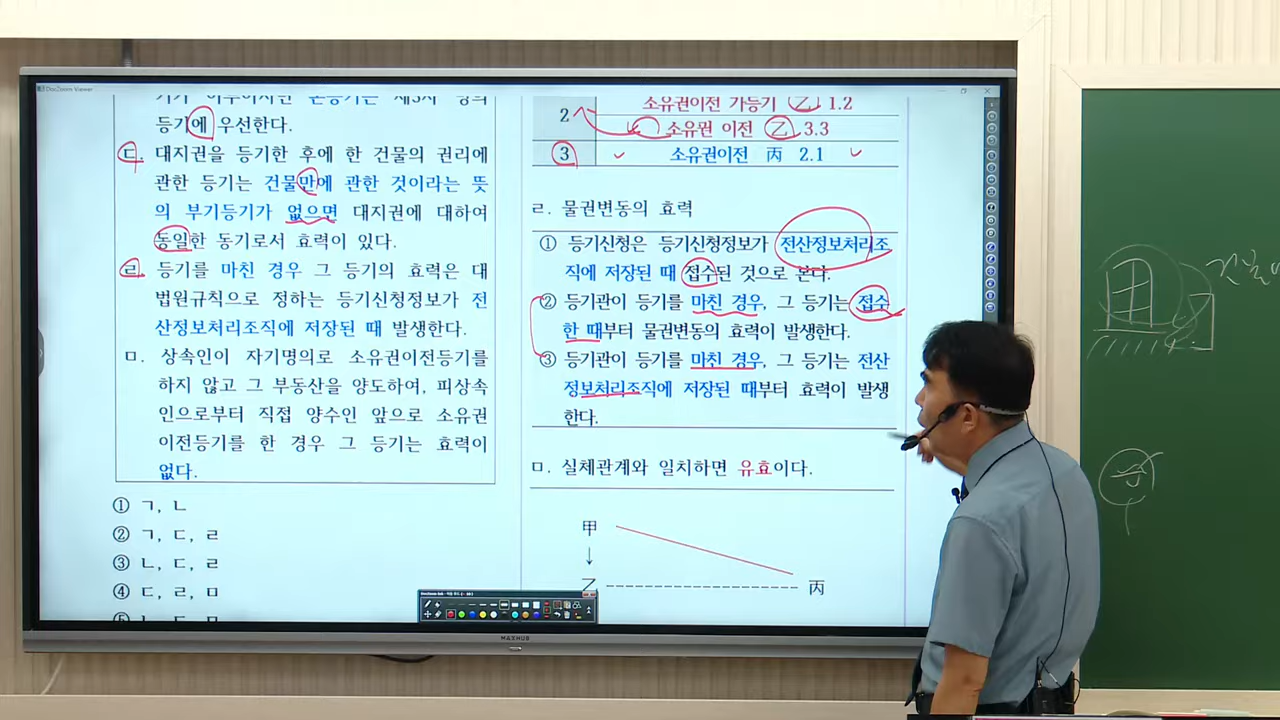 DocZoom Viewer
등기에 우선한다.
ㄷ. 대지권을 등기한 후에 한 건물의 권리에
관한 등기는 건물만에 관한 것이라는 뜻
의 부기등기가 없으면 대지권에 대하여
동일한 등기로서 효력이 있다.
ㄹ. 등기를 마친 경우 그 등기의 효력은 대
법원규칙으로 정하는 등기신청정보가 전
산정보처리조직에 저장된 때 발생한다.
ㅁ. 상속인이 자기명의로 소유권이전등기를
하지 않고 그 부동산을 양도하여, 피상속
인으로부터 직접 양수인 앞으로 소유권
이전등기를 한 경우 그 등기는 효력이
없다.
① ㄱ, ㄴ
② ㄱ, ㄷ, ㄹ
③ ㄴ, ㄷ, ㄹ
④ ㄷ, ㄹ, ㅁ
2
소유권이전 가등기 乙 1.2
소유권 이전 乙 3.3
3 소유권이전 丙 2.1
ㄹ. 물권변동의 효력
① 등기신청은 등기신청정보가 전산정보처리조
직에 저장된 때 접수된 것으로 본다.
② 등기관이 등기를 마친 경우, 그 등기는 접수
한 때부터 물권변동의 효력이 발생한다.
③ 등기관이 등기를 마친 경우, 그 등기는 전산
정보처리조직에 저장된 때부터 효력이 발생
한다.
ㅁ. 실체관계와 일치하면 유효이다.
甲
↓
乙 丙
MAXHUB